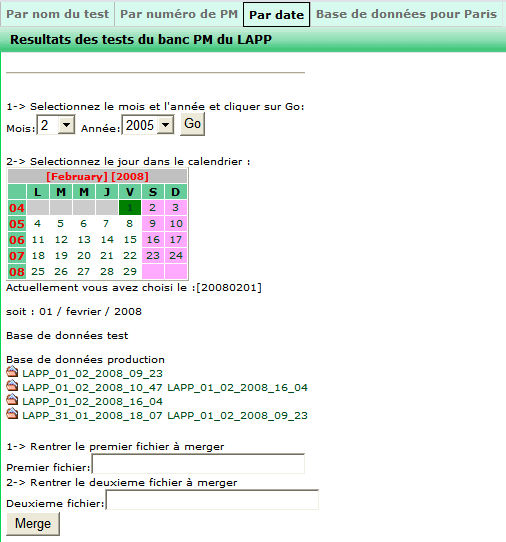 Par nom du test Par numéro de PM Par date Base de données pour Paris
Resultats des tests du banc PM du LAPP
1-> Selectionnez le mois et l'année et cliquer sur Go:
Mois: 2 Année: 2005 Go
2-> Selectionnez le jour dans le calendrier :
[February] [2008]
L M M J V S D
04 1 2 3
05 4 5 6 7 8 9 10
06 11 12 13 14 15 16 17
07 18 19 20 21 22 23 24
08 25 26 27 28 29
Actuellement vous avez choisi le :[20080201]
soit : 01 / fevrier / 2008
Base de données test
Base de données production
LAPP_01_02_2008_09_23
LAPP_01_02_2008_10_47 LAPP_01_02_2008_16_04
LAPP_01_02_2008_16_04
LAPP_31_01_2008_18_07 LAPP_01_02_2008_09_23
1-> Rentrer le premier fichier à merger
Premier fichier:
2-> Rentrer le deuxieme fichier à merger
Deuxieme fichier:
Merge